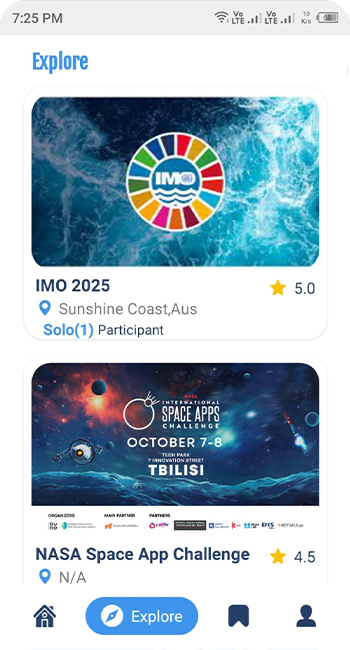 7:25 PM
Vo LTE Vo LTE 10 K/s 68
Explore
IMO
IMO 2025
5.0
Sunshine Coast,Aus
Solo(1) Participant
NASA
INTERNATIONAL
SPACE APPS
CHALLENGE
OCTOBER 7-8
TECH PARK
7 INNOVATION STREET
TBILISI
ORGANIZERS MAIN PARTNER PARTNERS
NASA Space App Challenge
4.5
N/A
Explore